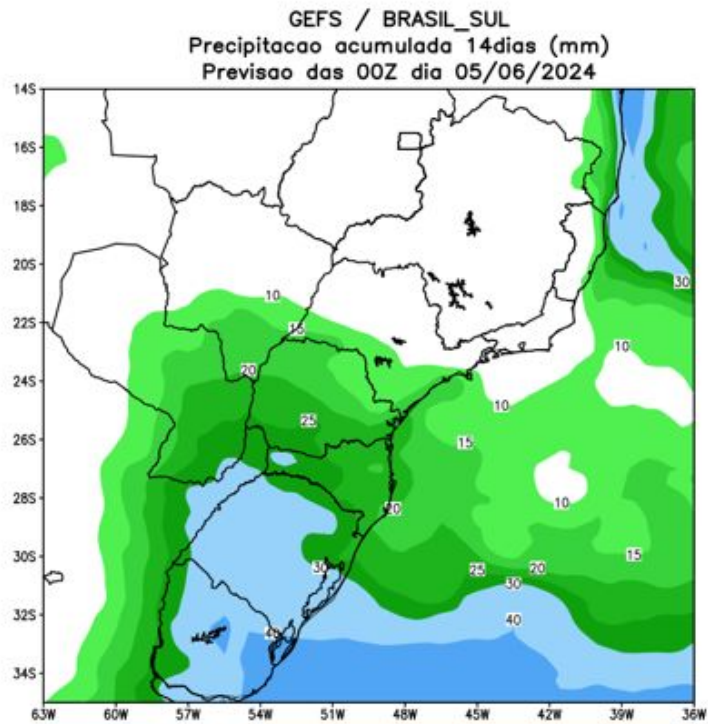 GEFS / BRASIL_SUL
Precipitacao acumulada 14dias (mm)
Previsao das 00Z dia 05/06/2024
14S
16S
18S
20S
30
10
22S
15
10
24S
20
10
25
26S
15
28S
20
10
30S
30
25
20
15
30
32S
40
40
34S
63W 60W 57W 54W 51W 48W 45W 42W 39W 36W